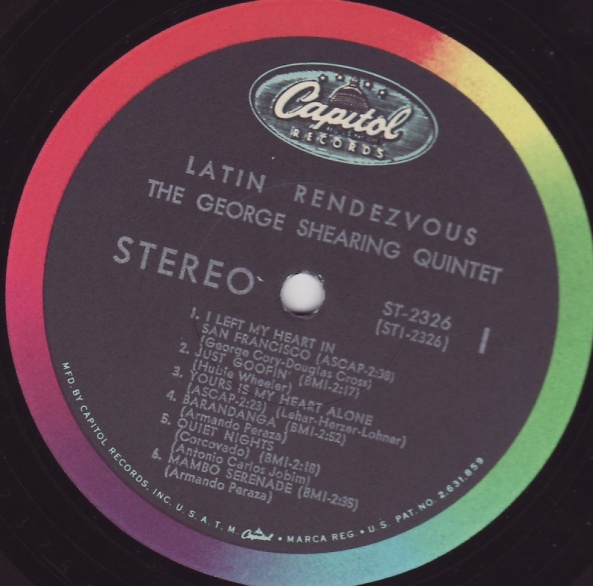 Capitol
RECORDS
LATIN RENDEZVOUS
THE GEORGE SHEARING QUINTET
STEREO
ST-2326
(ST1-2326)
1
1. I LEFT MY HEART IN
SAN FRANCISCO (ASCAP-2:38)
(George Cory-Douglas Cross)
2. JUST GOOFIN' (BMI-2:17)
(Hubie Wheeler)
3. YOURS IS MY HEART ALONE
(ASCAP-2:23) (Lehar-Herzer-Lohner)
4. BARANDANGA (BMI-2:52)
(Armando Peraza)
5. QUIET NIGHTS
(Corcovado) (BMI-2:18)
(Antonio Carlos Jobim)
6. MAMBO SERENADE (BMI-2:35)
(Armando Peraza)
MFD. BY CAPITOL RECORDS, INC. U.S.A. T.M. Capitol • MARCA REG. • U.S. PAT. NO. 2,631,859